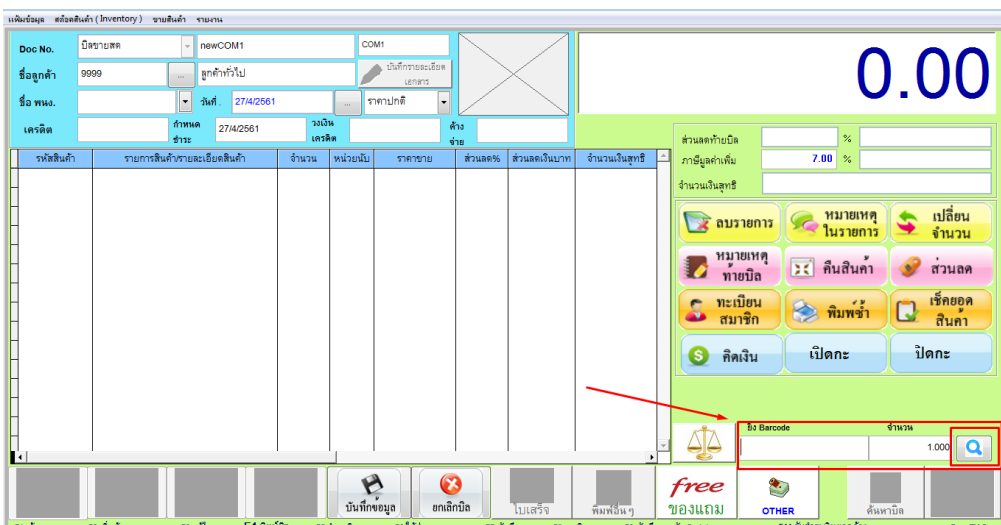 แฟ้มข้อมูล สต็อคสินค้า ( Inventory ) ขายสินค้า รายงาน
Doc No. บิลขายสด newCOM1 COM1
0.00
ชื่อลูกค้า 9999 ... ลูกค้าทั่วไป บันทึกรายละเอียดเอกสาร
ชื่อ พนง. วันที่ . 27/4/2561 ... ราคาปกติ
เครดิต กำหนดชำระ 27/4/2561 วงเงินเครดิต ค้างจ่าย
ส่วนลดท้ายบิล %
ภาษีมูลค่าเพิ่ม 7.00 %
จำนวนเงินสุทธิ
รหัสสินค้า รายการสินค้า/รายละเอียดสินค้า จำนวน หน่วยนับ ราคาขาย ส่วนลด% ส่วนลดเงินบาท จำนวนเงินสุทธิ
ลบรายการ หมายเหตุในรายการ เปลี่ยนจำนวน
หมายเหตุท้ายบิล คืนสินค้า ส่วนลด
ทะเบียนสมาชิก พิมพ์ซ้ำ เช็คยอดสินค้า
คิดเงิน เปิดกะ ปิดกะ
ยิง Barcode จำนวน
1.000
บันทึกข้อมูล ยกเลิกบิล ใบเสร็จ พิมพ์อื่น ๆ free ของแถม OTHER ค้นหาบิล